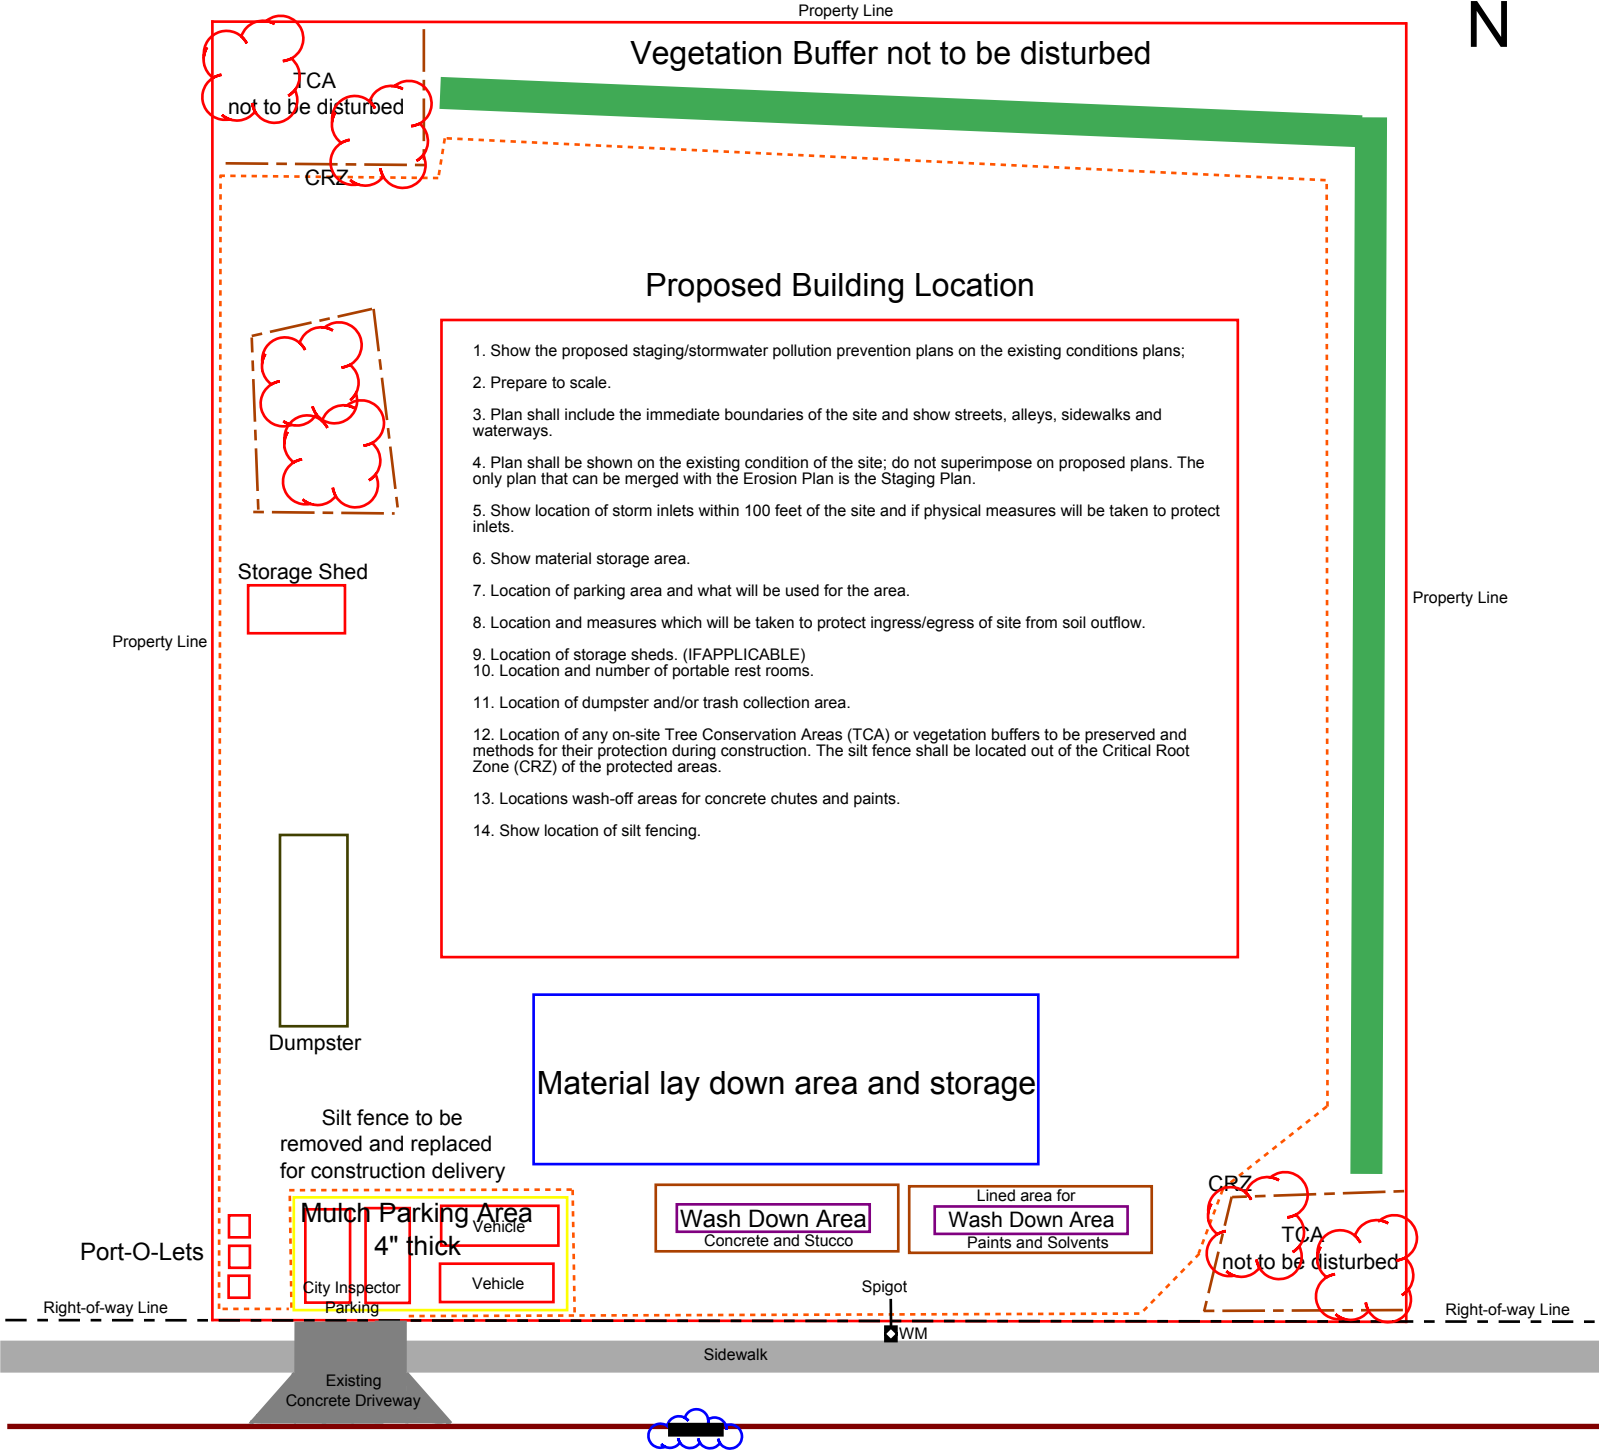 Property Line
N
Vegetation Buffer not to be disturbed
TCA
not to be disturbed
CRZ
Proposed Building Location
1. Show the proposed staging/stormwater pollution prevention plans on the existing conditions plans;
2. Prepare to scale.
3. Plan shall include the immediate boundaries of the site and show streets, alleys, sidewalks and
waterways.
4. Plan shall be shown on the existing condition of the site; do not superimpose on proposed plans. The
only plan that can be merged with the Erosion Plan is the Staging Plan.
5. Show location of storm inlets within 100 feet of the site and if physical measures will be taken to protect
inlets.
6. Show material storage area.
7. Location of parking area and what will be used for the area.
8. Location and measures which will be taken to protect ingress/egress of site from soil outflow.
9. Location of storage sheds. (IFAPPLICABLE)
10. Location and number of portable rest rooms.
11. Location of dumpster and/or trash collection area.
12. Location of any on-site Tree Conservation Areas (TCA) or vegetation buffers to be preserved and
methods for their protection during construction. The silt fence shall be located out of the Critical Root
Zone (CRZ) of the protected areas.
13. Locations wash-off areas for concrete chutes and paints.
14. Show location of silt fencing.
Storage Shed
Property Line
Property Line
Dumpster
Material lay down area and storage
Silt fence to be
removed and replaced
for construction delivery
CRZ
Mulch Parking Area
4" thick
Vehicle
Vehicle
City Inspector
Parking
Port-O-Lets
Wash Down Area
Concrete and Stucco
Lined area for
Wash Down Area
Paints and Solvents
TCA
not to be disturbed
Spigot
WM
Right-of-way Line
Right-of-way Line
Sidewalk
Existing
Concrete Driveway